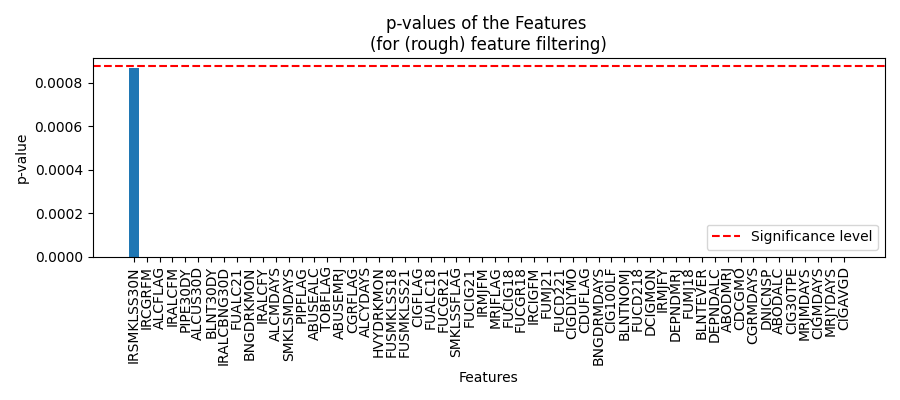 p-values of the Features
(for (rough) feature filtering)
p-value
0.0008
0.0006
0.0004
0.0002
0.0000
Significance level
IRSMKLSS30N
IRCGRFM
ALCFLAG
IRALCFM
PIPE30DY
ALCUS30D
BLNT30DY
IRALCBNG30D
FUALC21
BNGDRKMON
IRALCFY
ALCMDAYS
SMKLSMDAYS
PIPFLAG
ABUSEALC
TOBFLAG
ABUSEMRJ
CGRFLAG
ALCYDAYS
HVYDRKMON
FUSMKLSS18
FUSMKLSS21
CIGFLAG
FUALC18
FUCGR21
SMKLSSFLAG
FUCIG21
IRMJFM
MRJFLAG
FUCIG18
FUCGR18
IRCIGFM
FUMJ21
FUCD221
CIGDLYMO
CDUFLAG
BNGDRMDAYS
CIG100LF
BLNTNOMJ
FUCD218
DCIGMON
IRMJFY
DEPNDMRJ
FUMJ18
BLNTEVER
DEPNDALC
ABODMRJ
CDCGMO
CGRMDAYS
DNICNSP
ABODALC
CIG30TPE
MRJMDAYS
CIGMDAYS
MRJYDAYS
CIGAVGD
Features